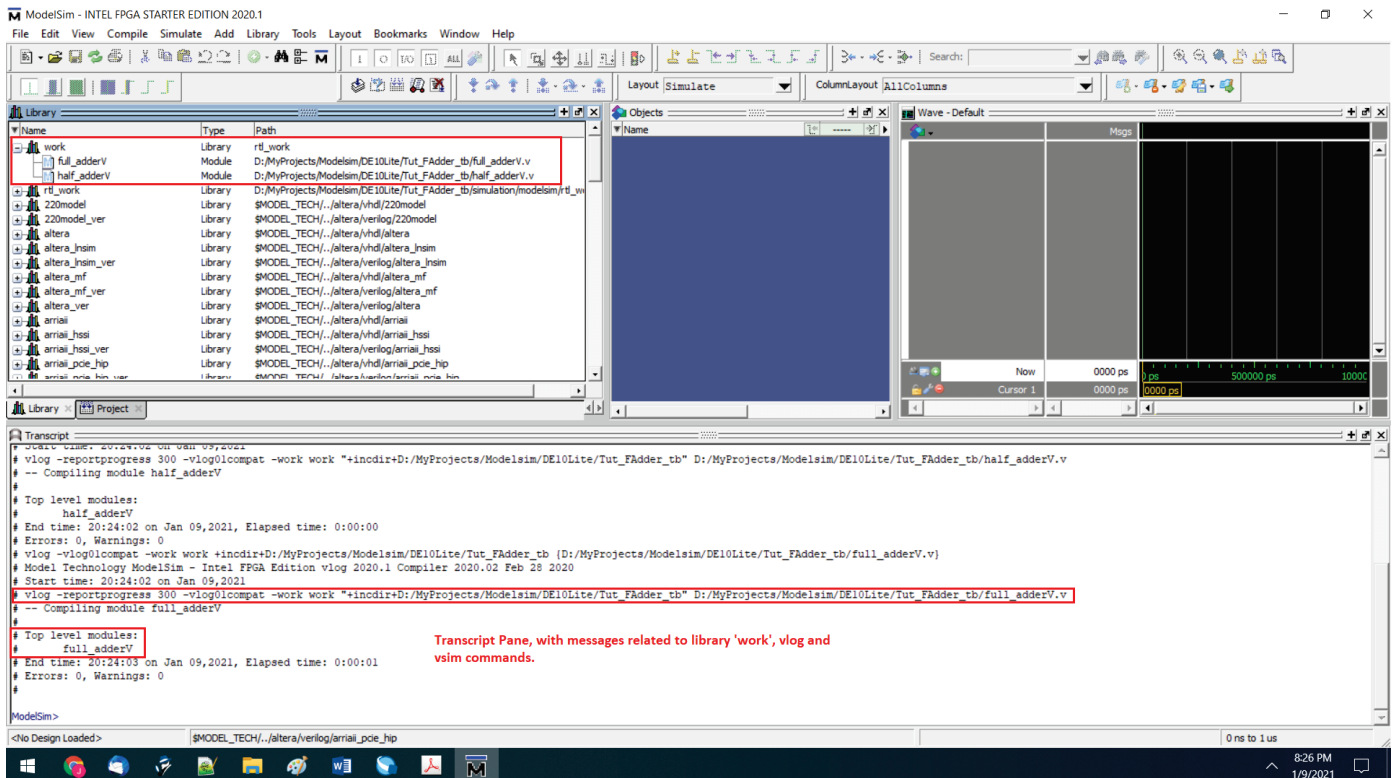 ModelSim - INTEL FPGA STARTER EDITION 2020.1
File Edit View Compile Simulate Add Library Tools Layout Bookmarks Window Help
Search:
Layout Simulate
ColumnLayout AllColumns
Library
Name Type Path
work Library rtl_work
full_adderV Module D:/MyProjects/Modelsim/DE10Lite/Tut_FAdder_tb/full_adderV.v
half_adderV Module D:/MyProjects/Modelsim/DE10Lite/Tut_FAdder_tb/half_adderV.v
rtl_work Library D:/MyProjects/Modelsim/DE10Lite/Tut_FAdder_tb/simulation/modelsim/rtl_w
220model Library $MODEL_TECH/../altera/vhdl/220model
220model_ver Library $MODEL_TECH/../altera/verilog/220model
altera Library $MODEL_TECH/../altera/vhdl/altera
altera_lnsim Library $MODEL_TECH/../altera/vhdl/altera_lnsim
altera_lnsim_ver Library $MODEL_TECH/../altera/verilog/altera_lnsim
altera_mf Library $MODEL_TECH/../altera/vhdl/altera_mf
altera_mf_ver Library $MODEL_TECH/../altera/verilog/altera_mf
altera_ver Library $MODEL_TECH/../altera/verilog/altera
arriaii Library $MODEL_TECH/../altera/vhdl/arriaii
arriaii_hssi Library $MODEL_TECH/../altera/vhdl/arriaii_hssi
arriaii_hssi_ver Library $MODEL_TECH/../altera/verilog/arriaii_hssi
arriaii_pcie_hip Library $MODEL_TECH/../altera/vhdl/arriaii_pcie_hip
arriaii_pcie_hip_ver Library $MODEL_TECH/../altera/verilog/arriaii_pcie_hip
Library Project
Objects
Name
Wave - Default
Msgs
Now 0000 ps
Cursor 1 0000 ps
0000 ps
500000 ps
Transcript
# Start time: 20:24:02 on Jan 09,2021
# vlog -reportprogress 300 -vlog01compat -work work "+incdir+D:/MyProjects/Modelsim/DE10Lite/Tut_FAdder_tb" D:/MyProjects/Modelsim/DE10Lite/Tut_FAdder_tb/half_adderV.v
# -- Compiling module half_adderV
#
# Top level modules:
# half_adderV
# End time: 20:24:02 on Jan 09,2021, Elapsed time: 0:00:00
# Errors: 0, Warnings: 0
# vlog -vlog01compat -work work +incdir+D:/MyProjects/Modelsim/DE10Lite/Tut_FAdder_tb {D:/MyProjects/Modelsim/DE10Lite/Tut_FAdder_tb/full_adderV.v}
# Model Technology ModelSim - Intel FPGA Edition vlog 2020.1 Compiler 2020.02 Feb 28 2020
# Start time: 20:24:02 on Jan 09,2021
# vlog -reportprogress 300 -vlog01compat -work work "+incdir+D:/MyProjects/Modelsim/DE10Lite/Tut_FAdder_tb" D:/MyProjects/Modelsim/DE10Lite/Tut_FAdder_tb/full_adderV.v
# -- Compiling module full_adderV
#
# Top level modules:
# full_adderV
# End time: 20:24:03 on Jan 09,2021, Elapsed time: 0:00:01
# Errors: 0, Warnings: 0
#
Transcript Pane, with messages related to library 'work', vlog and
vsim commands.
ModelSim>
<No Design Loaded> $MODEL_TECH/../altera/verilog/arriaii_pcie_hip 0 ns to 1 us
8:26 PM
1/9/2021